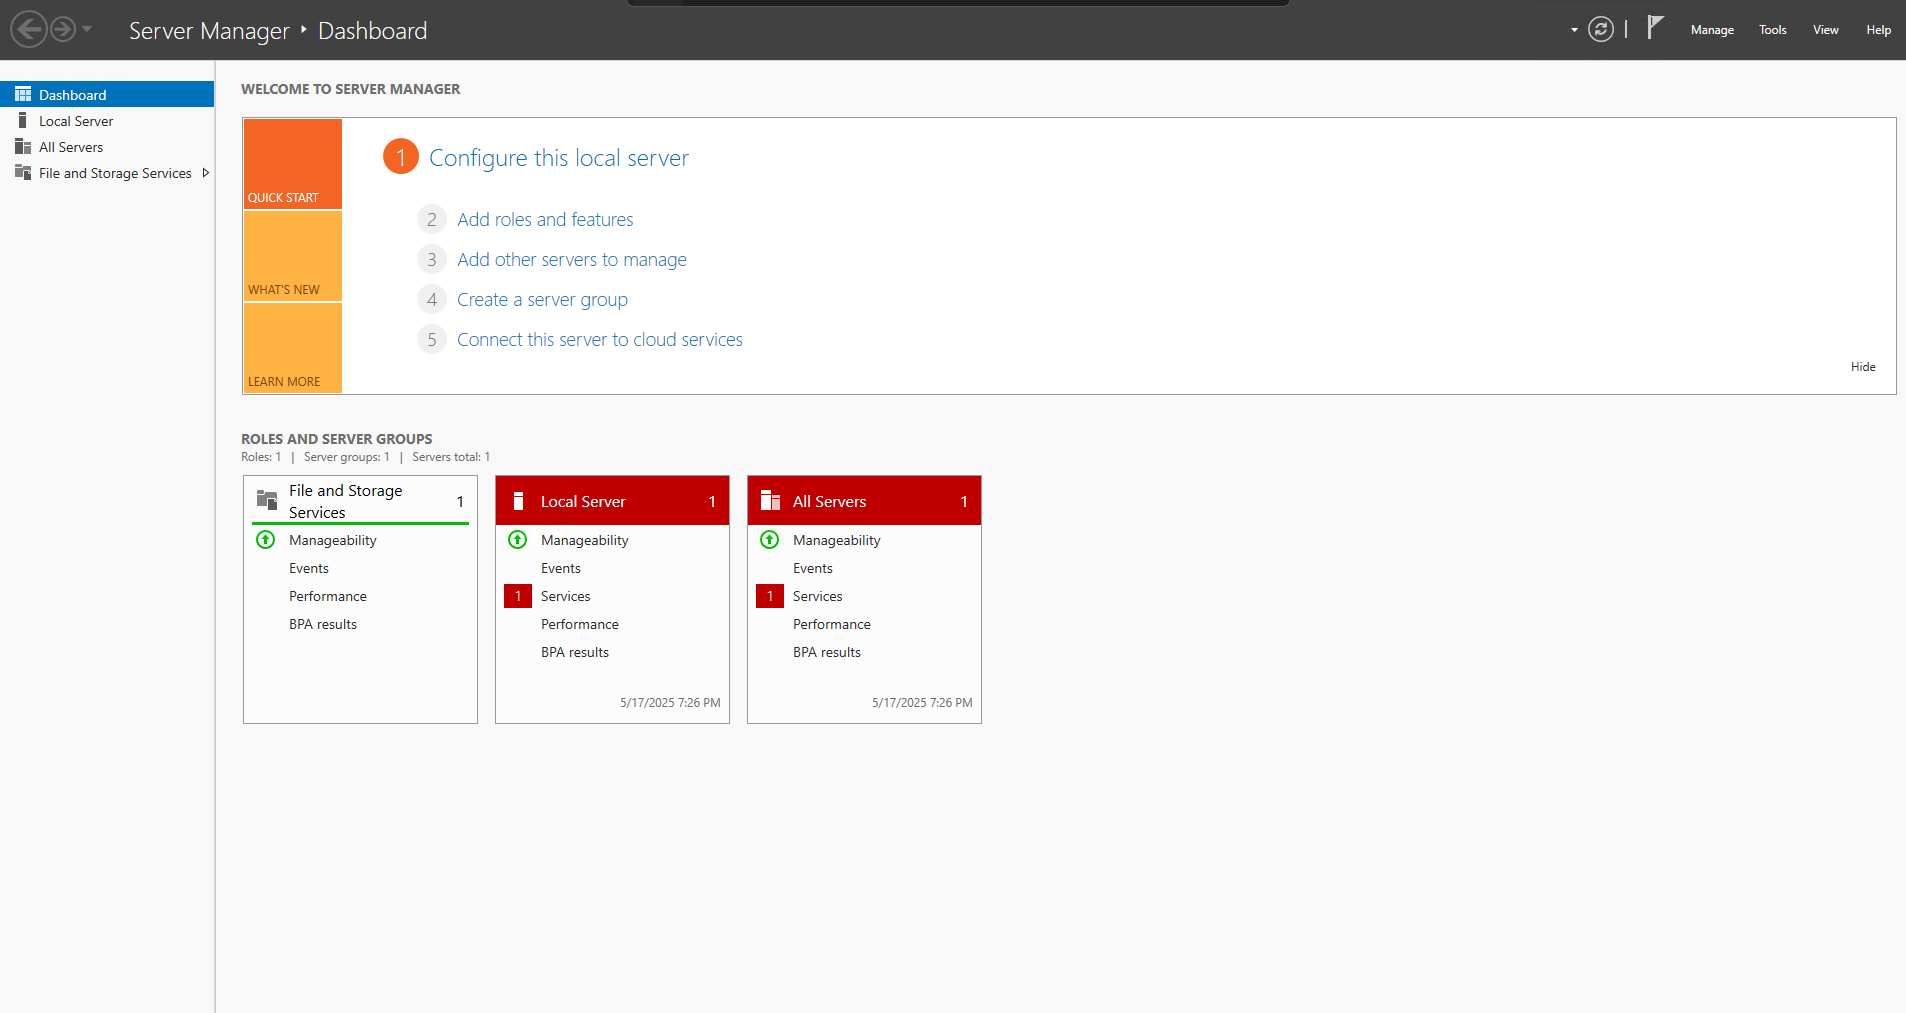 Server Manager ‣ Dashboard
Manage Tools View Help
Dashboard
Local Server
All Servers
File and Storage Services
WELCOME TO SERVER MANAGER
QUICK START
WHAT'S NEW
LEARN MORE
1 Configure this local server
2 Add roles and features
3 Add other servers to manage
4 Create a server group
5 Connect this server to cloud services
Hide
ROLES AND SERVER GROUPS
Roles: 1 | Server groups: 1 | Servers total: 1
File and Storage
Services 1
Manageability
Events
Performance
BPA results
Local Server 1
Manageability
Events
1 Services
Performance
BPA results
5/17/2025 7:26 PM
All Servers 1
Manageability
Events
1 Services
Performance
BPA results
5/17/2025 7:26 PM